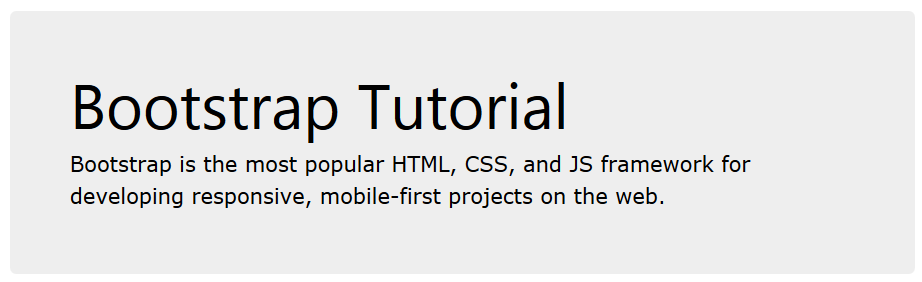 Bootstrap Tutorial
Bootstrap is the most popular HTML, CSS, and JS framework for
developing responsive, mobile-first projects on the web.